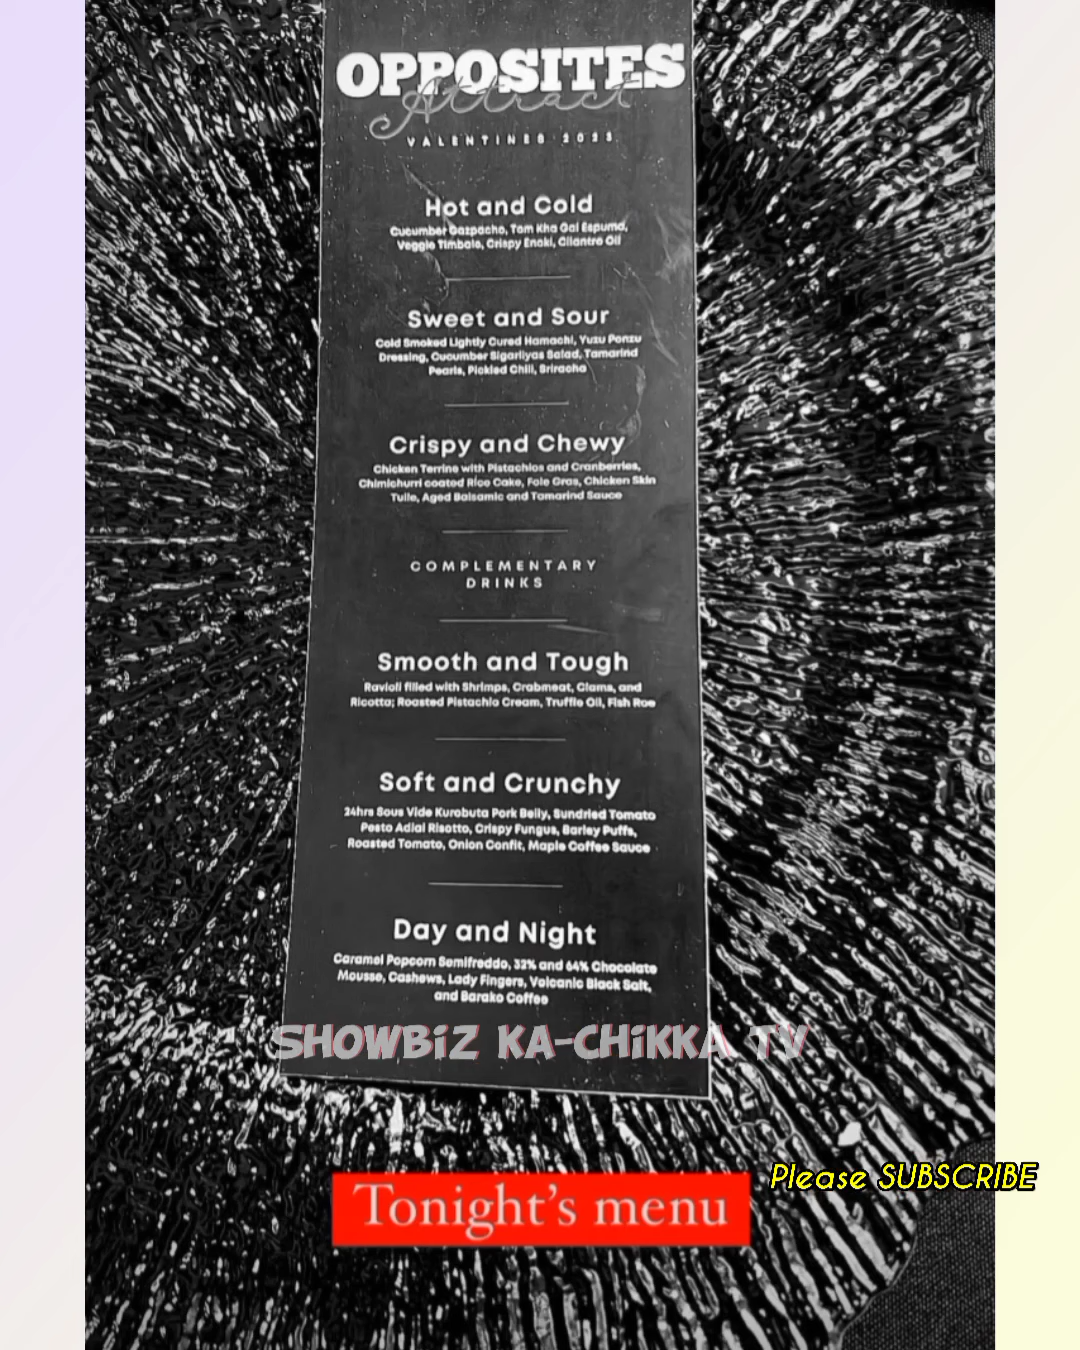 OPPOSITES
Attract
VALENTINES 2023
Hot and Cold
Cucumber Gazpacho, Tom Kha Gai Espuma,
Veggie Timbale, Crispy Enoki, Cilantro Oil
Sweet and Sour
Cold Smoked Lightly Cured Hamachi, Yuzu Ponzu
Dressing, Cucumber Sigarilyas Salad, Tamarind
Pearls, Pickled Chili, Sriracha
Crispy and Chewy
Chicken Terrine with Pistachios and Cranberries,
Chimichurri coated Rice Cake, Foie Gras, Chicken Skin
Tuile, Aged Balsamic and Tamarind Sauce
COMPLEMENTARY
DRINKS
Smooth and Tough
Ravioli filled with Shrimps, Crabmeat, Clams, and
Ricotta; Roasted Pistachio Cream, Truffle Oil, Fish Roe
Soft and Crunchy
24hrs Sous Vide Kurobuta Pork Belly, Sundried Tomato
Pesto Adlai Risotto, Crispy Fungus, Barley Puffs,
Roasted Tomato, Onion Confit, Maple Coffee Sauce
Day and Night
Caramel Popcorn Semifreddo, 32% and 64% Chocolate
Mousse, Cashews, Lady Fingers, Volcanic Black Salt,
and Barako Coffee
SHOWBiZ KA-CHiKKA TV
Please SUBSCRIBE
Tonight's menu